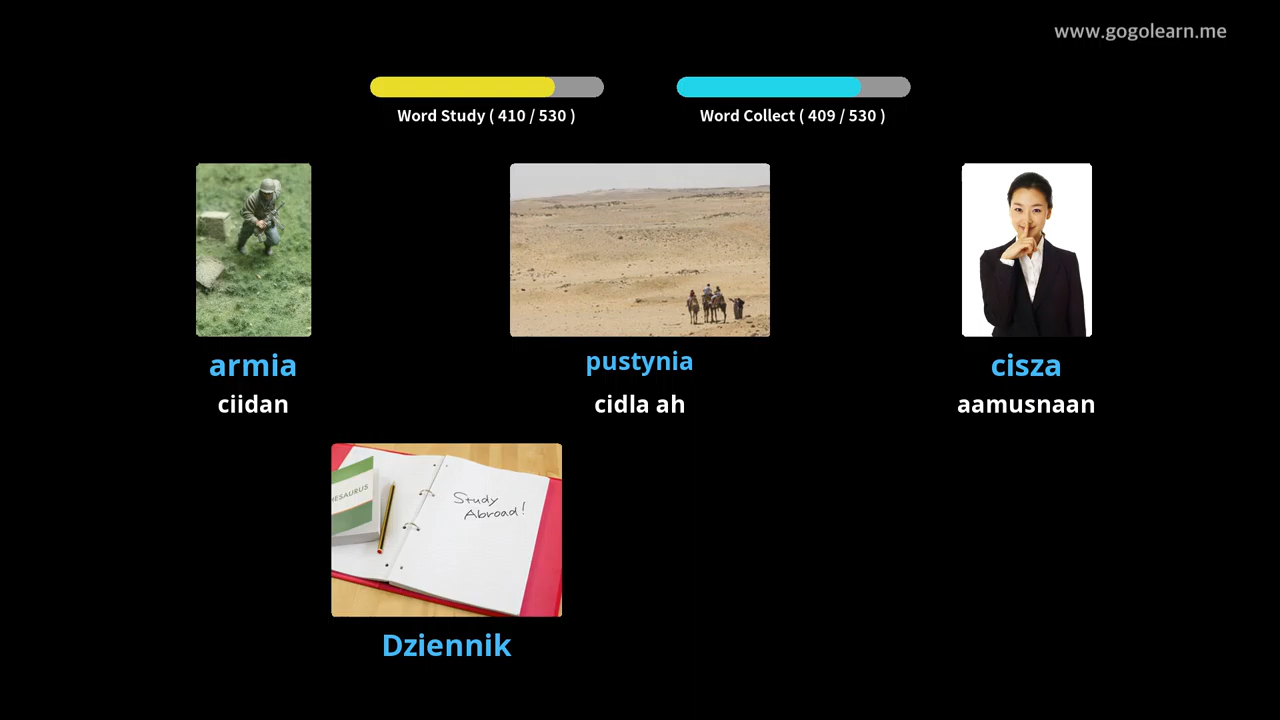 www.gogolearn.me
Word Study ( 410 / 530 )
Word Collect ( 409 / 530 )
armia
pustynia
cisza
ciidan
cidla ah
aamusnaan
THESAURUS
Study
Abroad!
Dziennik